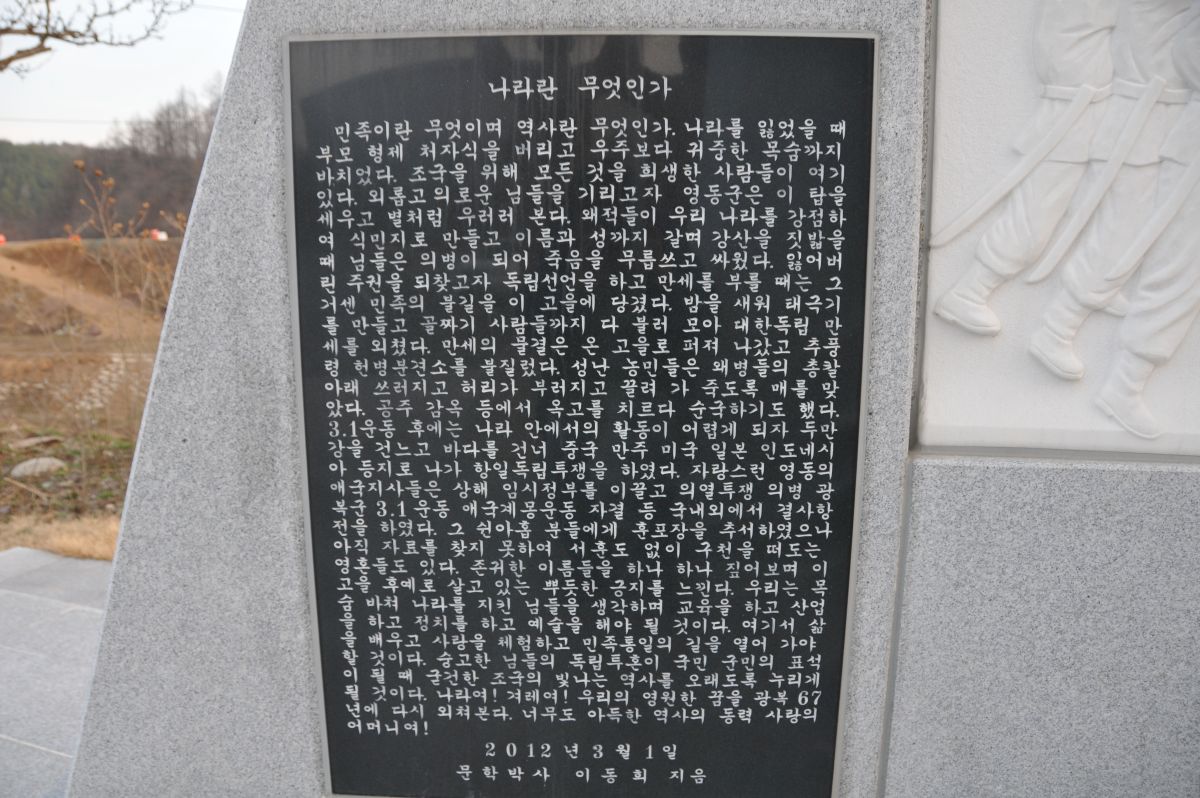 나라란 무엇인가
민족이란 무엇이며 역사란 무엇인가. 나라를 잃었을 때
부모 형제 처자식을 버리고 우주보다 귀중한 목숨까지
바치었다. 조국을 위해 모든 것을 희생한 사람들이 여기
있다. 외롭고 의로운 님들을 기리고자 영동군은 이 탑을
세우고 별처럼 우러러 본다. 왜적들이 우리 나라를 강점하
여 식민지로 만들고 이름과 성까지 갈며 강산을 짓밟을
때 님들은 의병이 되어 죽음을 무릅쓰고 싸웠다. 잃어버
린 주권을 되찾고자 독립선언을 하고 만세를 부를 때는 그
거센 민족의 불길을 이 고을에 당겼다. 밤을 새워 태극기
를 만들고 골짜기 사람들까지 다 불러 모아 대한독립 만
세를 외쳤다. 만세의 물결은 온 고을로 퍼져 나갔고 추풍
령 헌병분견소를 불질렀다. 성난 농민들은 왜병들의 총칼
아래 쓰러지고 허리가 부러지고 끌려 가 죽도록 매를 맞
았다. 공주 감옥 등에서 옥고를 치르다 순국하기도 했다.
3.1운동 후에는 나라 안에서의 활동이 어렵게 되자 두만
강을 건느고 바다를 건너 중국 만주 미국 일본 인도네시
아 등지로 나가 항일독립투쟁을 하였다. 자랑스런 영동의
애국지사들은 상해 임시정부를 이끌고 의열투쟁 의병 광
복군 3.1운동 애국계몽운동 자결 등 국내외에서 결사항
전을 하였다. 그 쉰아홉 분들에게 훈포장을 추서하였으나
아직 자료를 찾지 못하여 서훈도 없이 구천을 떠도는
영혼들도 있다. 존귀한 이름들을 하나 하나 짚어보며 이
고을 후예로 살고 있는 뿌듯한 긍지를 느낀다. 우리는 목
숨 바쳐 나라를 지킨 님들을 생각하며 교육을 하고 산업
을 하고 정치를 하고 예술을 해야 될 것이다. 여기서 삶
을 배우고 사랑을 체험하고 민족통일의 길을 열어 가야
할 것이다. 숭고한 님들의 독립투혼이 국민 군민의 표석
이 될 때 굳건한 조국의 빛나는 역사를 오래도록 누리게
될 것이다. 나라여! 겨레여! 우리의 영원한 꿈을 광복 67
년에 다시 외쳐본다. 너무도 아득한 역사의 동력 사랑의
어머니여!
2012년 3월 1일
문학박사 이동희 지음